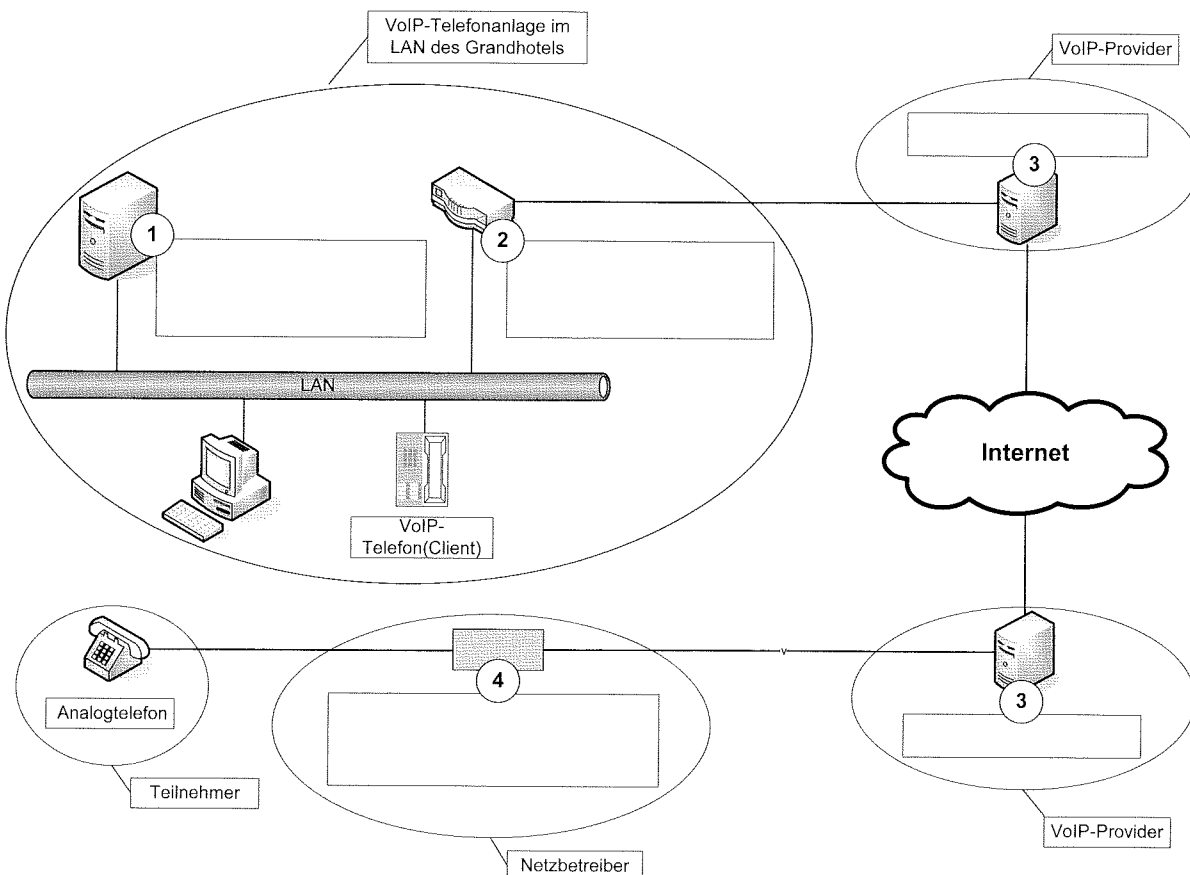 VoIP-Telefonanlage im
LAN des Grandhotels
VoIP-Provider
3
1
2
LAN
Internet
VoIP-
Telefon(Client)
Analogtelefon
4
3
Teilnehmer
Netzbetreiber
VoIP-Provider